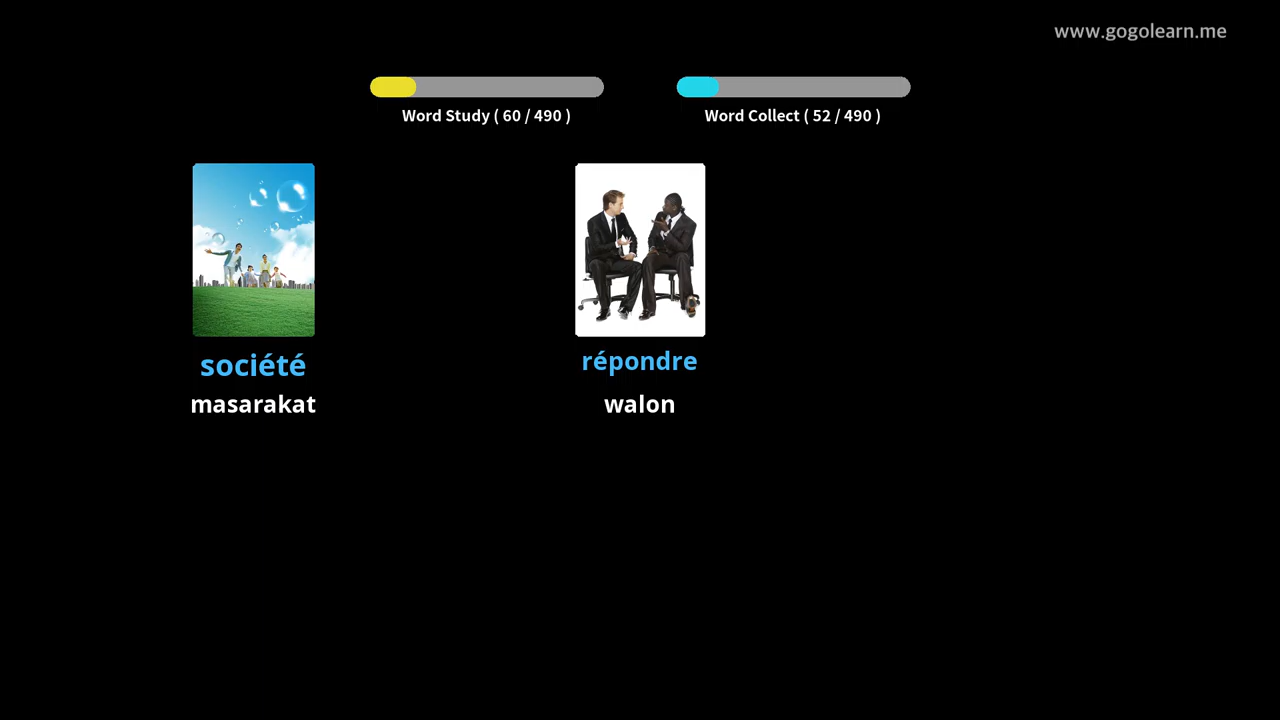 www.gogolearn.me
Word Study ( 60 / 490 )
Word Collect ( 52 / 490 )
société
répondre
masarakat
walon